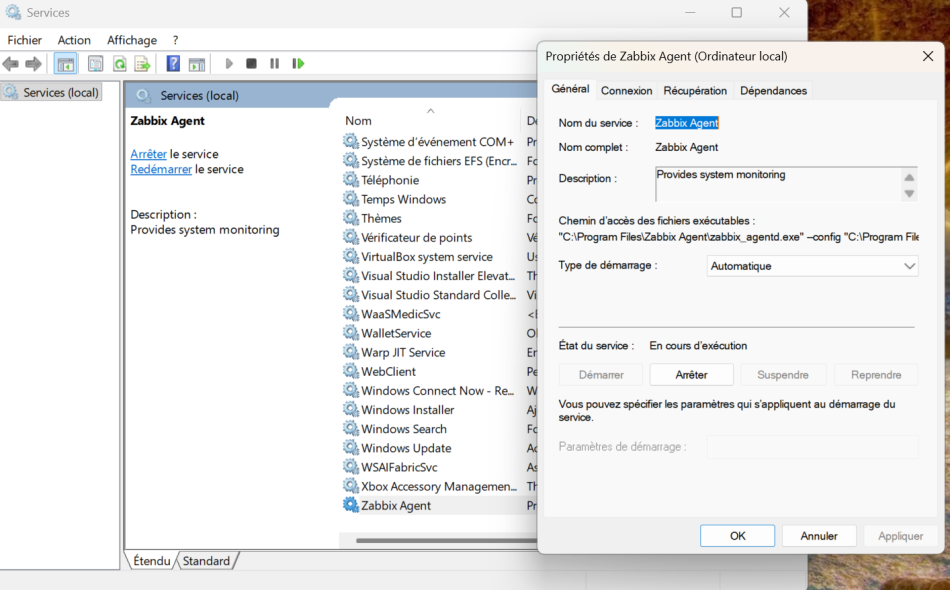 Services
Fichier Action Affichage ?
Services (local)
Services (local)
Zabbix Agent
Arrêter le service
Redémarrer le service
Description :
Provides system monitoring
Nom
Système d'événement COM+ Pr
Système de fichiers EFS (Encr... Fo
Téléphonie Pr
Temps Windows Co
Thèmes Fo
Vérificateur de points Vé
VirtualBox system service Us
Visual Studio Installer Elevat... Th
Visual Studio Standard Colle... Vi
WaaSMedicSvc
WalletService
Warp JIT Service En
WebClient Pe
Windows Connect Now - Re... W
Windows Installer Aj
Windows Search Fo
Windows Update Ac
WSAIFabricSvc As
Xbox Accessory Managemen... Th
Zabbix Agent Pr
Étendu Standard
Propriétés de Zabbix Agent (Ordinateur local)
Général Connexion Récupération Dépendances
Nom du service : Zabbix Agent
Nom complet : Zabbix Agent
Description : Provides system monitoring
Chemin d'accès des fichiers exécutables :
"C:\Program Files\Zabbix Agent\zabbix_agentd.exe" --config "C:\Program File
Type de démarrage : Automatique
État du service : En cours d'exécution
Démarrer Arrêter Suspendre Reprendre
Vous pouvez spécifier les paramètres qui s'appliquent au démarrage du
service.
Paramètres de démarrage :
OK Annuler Appliquer